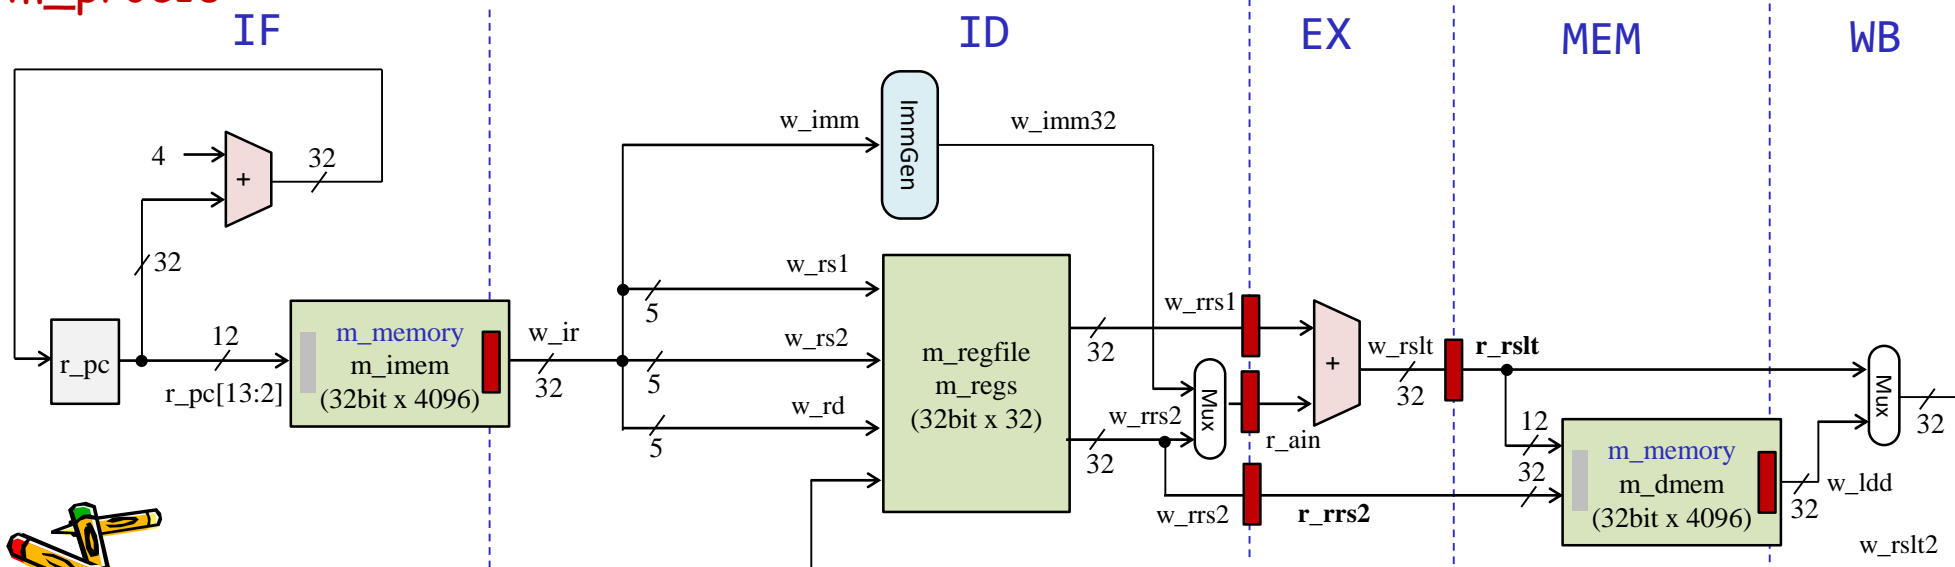 IF
ID
EX
MEM
WB
4
+
32
32
r_pc
12
r_pc[13:2]
m_memory
m_imem
(32bit x 4096)
w_ir
32
w_imm
ImmGen
w_imm32
w_rs1
5
w_rs2
5
w_rd
5
m_regfile
m_regs
(32bit x 32)
32
w_rrs1
w_rrs2
32
Mux
w_rrs2
r_ain
r_rrs2
+
w_rslt
32
r_rslt
12
32
m_memory
m_dmem
(32bit x 4096)
32
w_ldd
Mux
32
w_rslt2